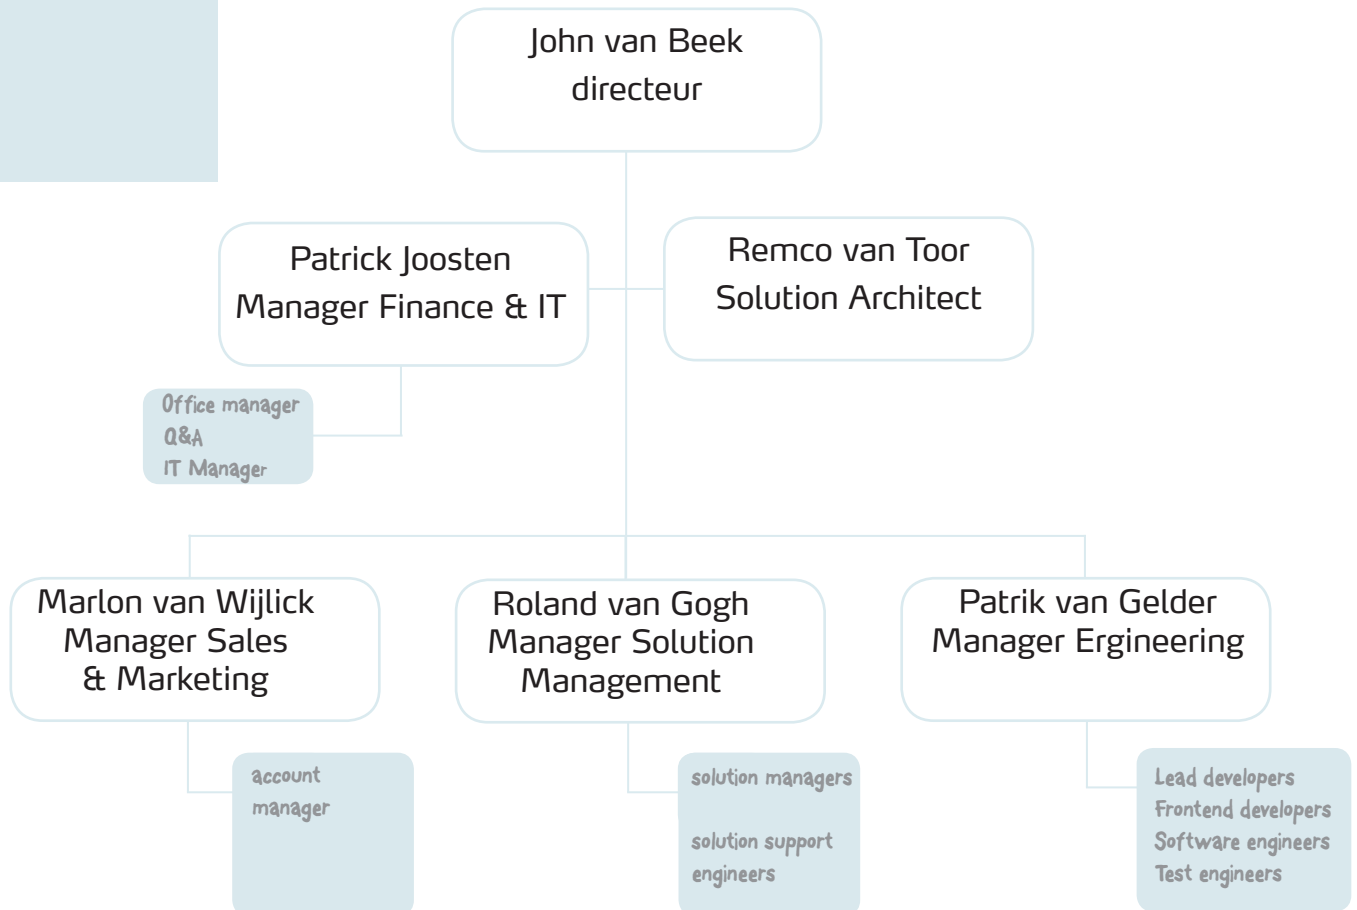 John van Beek
directeur
Patrick Joosten
Manager Finance & IT
Remco van Toor
Solution Architect
Office manager
Q&A
IT Manager
Marlon van Wijlick
Manager Sales
& Marketing
Roland van Gogh
Manager Solution
Management
Patrik van Gelder
Manager Ergineering
account
manager
solution managers
solution support
engineers
Lead developers
Frontend developers
Software engineers
Test engineers